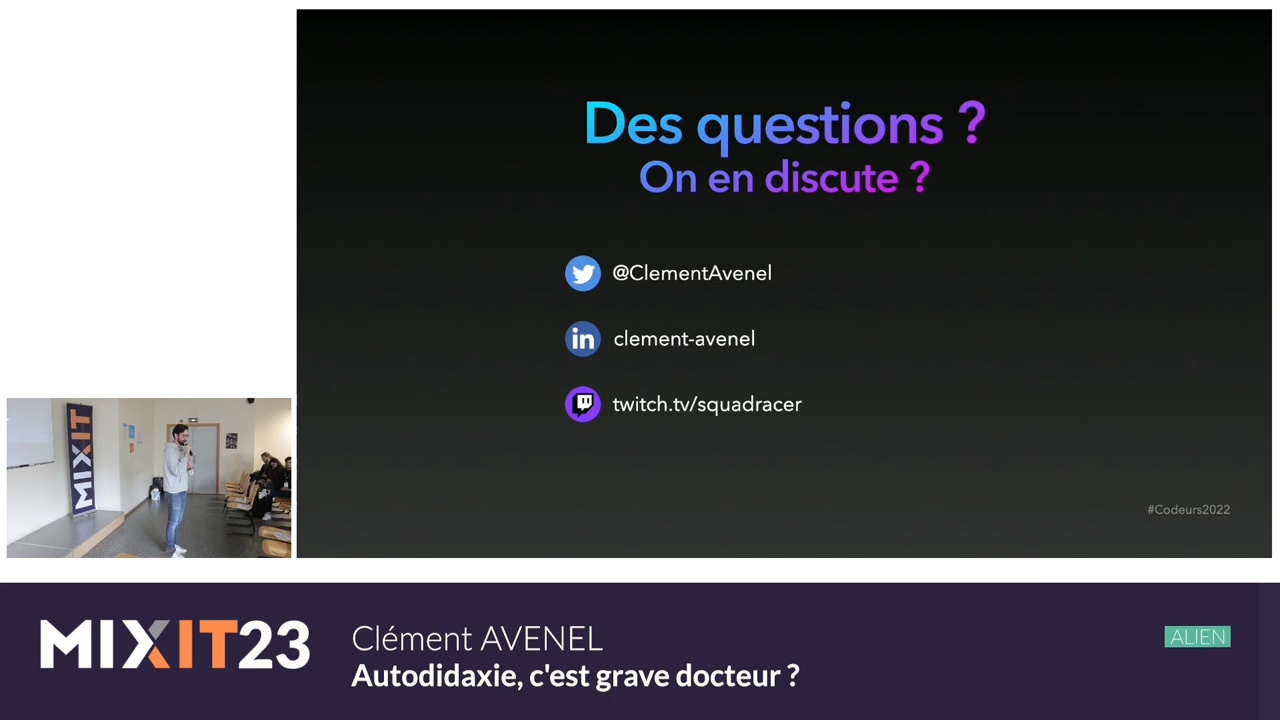 Des questions ?
On en discute ?
@ClementAvenel
clement-avenel
twitch.tv/squadracer
#Codeurs2022
MIXIT
MIXIT23
Clément AVENEL
Autodidaxie, c'est grave docteur ?
ALIEN